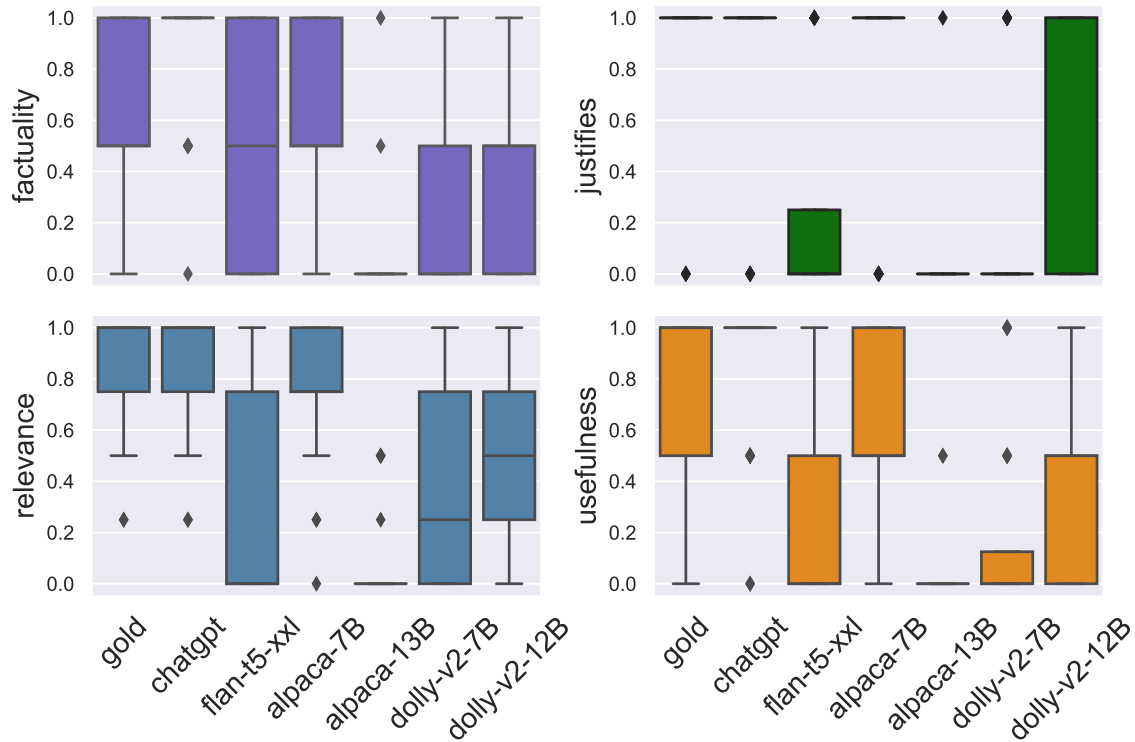 factuality
1.0
0.8
0.6
0.4
0.2
0.0
justifies
1.0
0.8
0.6
0.4
0.2
0.0
relevance
1.0
0.8
0.6
0.4
0.2
0.0
usefulness
1.0
0.8
0.6
0.4
0.2
0.0
gold
chatgpt
flan-t5-xxl
alpaca-7B
alpaca-13B
dolly-v2-7B
dolly-v2-12B
gold
chatgpt
flan-t5-xxl
alpaca-7B
alpaca-13B
dolly-v2-7B
dolly-v2-12B